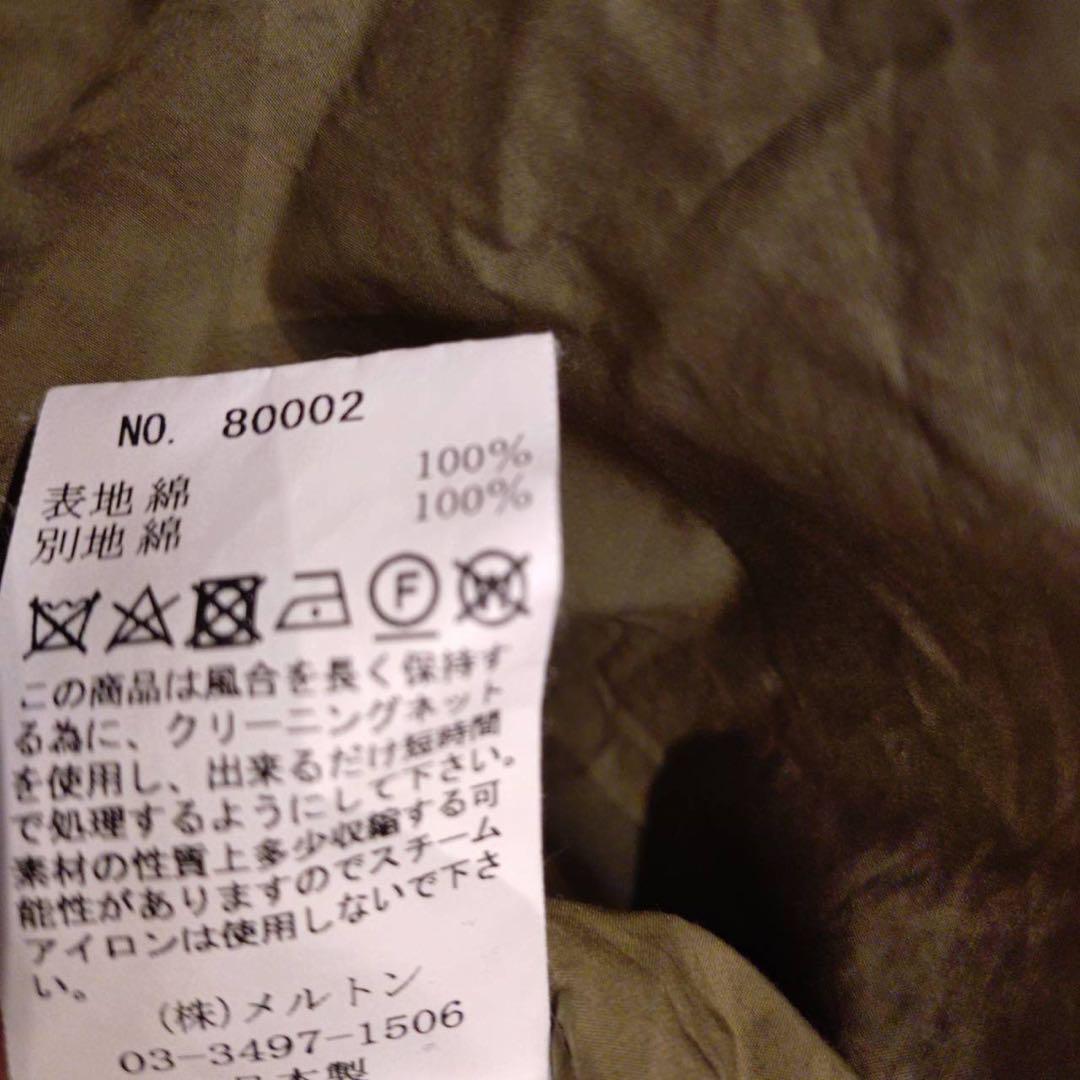 NO. 80002
表地 綿 100%
別地 綿 100%
F W
この商品は風合を長く保持す
る為に、クリーニングネット
を使用し、出来るだけ短時間
で処理するようにして下さい。
素材の性質上多少収縮する可
能性がありますのでスチーム
アイロンは使用しないで下さ
い。
(株)メルトン
03-3497-1506
日本製